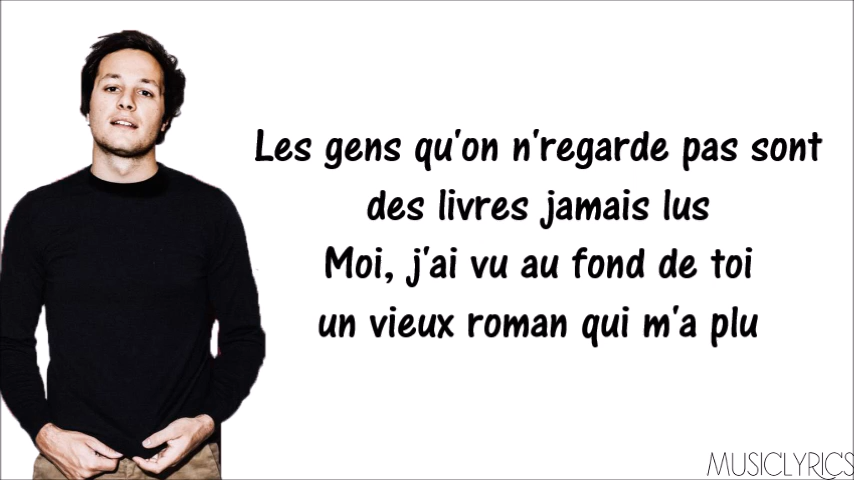 Les gens qu'on n'regarde pas sont
des livres jamais lus
Moi, j'ai vu au fond de toi
un vieux roman qui m'a plu
MUSICLYRICS